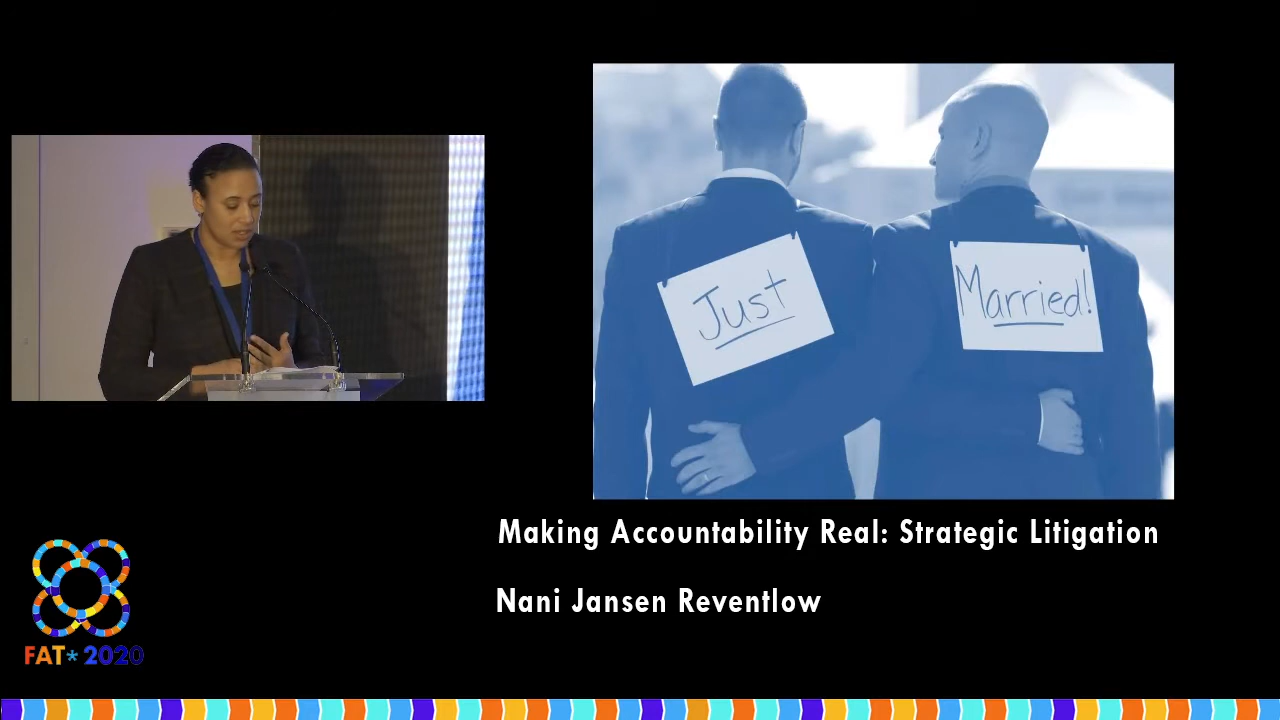 Just
Married!
Making Accountability Real: Strategic Litigation
Nani Jansen Reventlow
FAT* 2020